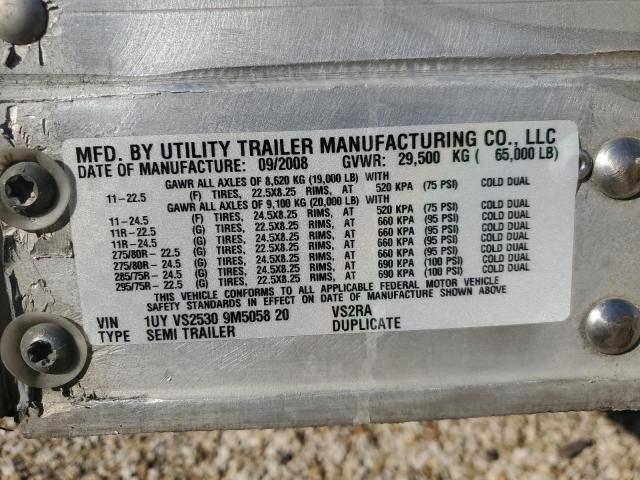 MFD. BY UTILITY TRAILER MANUFACTURING CO., LLC
DATE OF MANUFACTURE: 09/2008 GVWR: 29,500 KG ( 65,000 LB)
GAWR ALL AXLES OF 8,620 KG (19,000 LB) WITH
11-22.5 (F) TIRES, 22.5X8.25 RIMS, AT 520 KPA (75 PSI) COLD DUAL
GAWR ALL AXLES OF 9,100 KG (20,000 LB) WITH
11-24.5 (F) TIRES, 24.5X8.25 RIMS, AT 520 KPA (75 PSI) COLD DUAL
11R-22.5 (G) TIRES, 22.5X8.25 RIMS, AT 660 KPA (95 PSI) COLD DUAL
11R-24.5 (G) TIRES, 24.5X8.25 RIMS, AT 660 KPA (95 PSI) COLD DUAL
275/80R- 22.5 (G) TIRES, 22.5X8.25 RIMS, AT 660 KPA (95 PSI) COLD DUAL
275/80R- 24.5 (G) TIRES, 24.5X8.25 RIMS, AT 660 KPA (95 PSI) COLD DUAL
285/75R- 24.5 (G) TIRES, 24.5X8.25 RIMS, AT 690 KPA (100 PSI) COLD DUAL
295/75R- 22.5 (G) TIRES, 22.5X8.25 RIMS, AT 690 KPA (100 PSI) COLD DUAL
THIS VEHICLE CONFORMS TO ALL APPLICABLE FEDERAL MOTOR VEHICLE
SAFETY STANDARDS IN EFFECT ON DATE OF MANUFACTURE SHOWN ABOVE
VIN 1UY VS2530 9M5058 20 VS2RA
TYPE SEMI TRAILER DUPLICATE